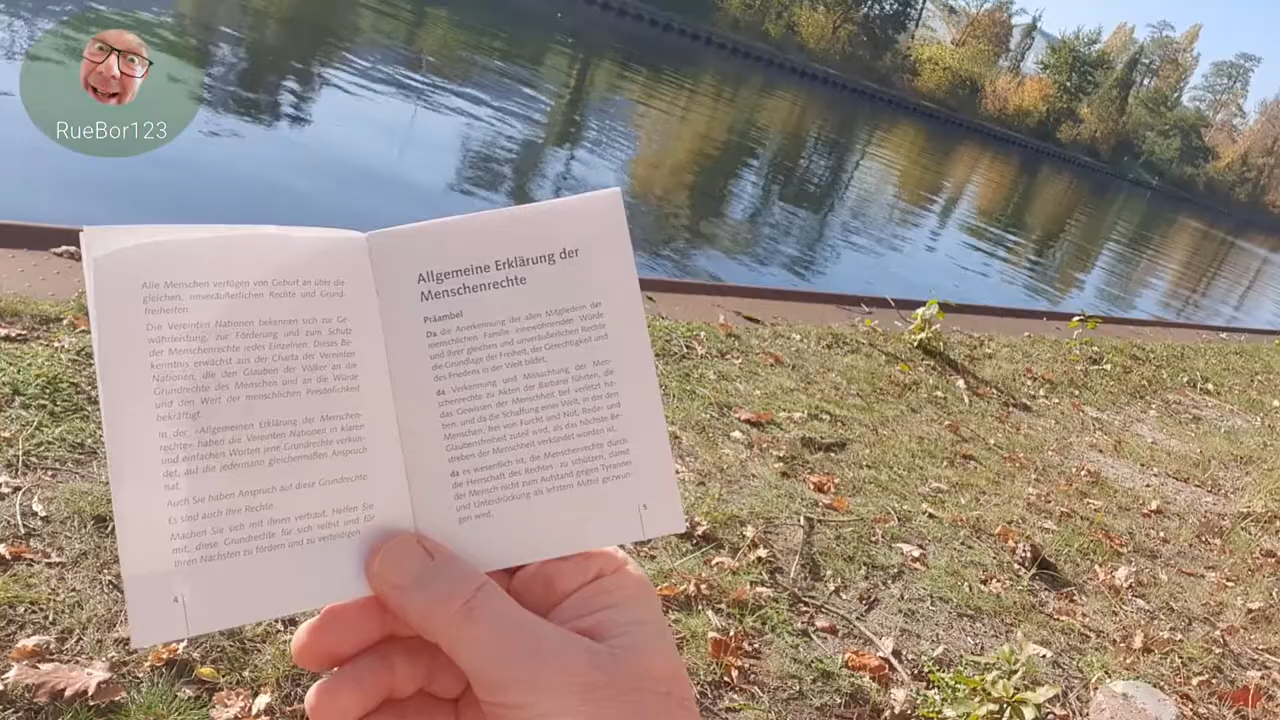 RueBor123
Alle Menschen verfügen von Geburt an über die
gleichen, unveräußerlichen Rechte und Grund-
freiheiten.
Die Vereinten Nationen bekennen sich zur Ge-
währleistung, zur Förderung und zum Schutz
der Menschenrechte jedes Einzelnen. Dieses Be-
kenntnis erwächst aus der Charta der Vereinten
Nationen, die den Glauben der Völker an die
Grundrechte des Menschen und an die Würde
und den Wert der menschlichen Persönlichkeit
bekräftigt.
In der »Allgemeinen Erklärung der Menschen-
rechte« haben die Vereinten Nationen in klaren
und einfachen Worten jene Grundrechte verkün-
det, auf die jedermann gleichermaßen Anspruch
hat.
Auch Sie haben Anspruch auf diese Grundrechte.
Es sind auch Ihre Rechte.
Machen Sie sich mit ihnen vertraut. Helfen Sie
mit, diese Grundrechte für sich selbst und für
Ihren Nächsten zu fördern und zu verteidigen.
4
Allgemeine Erklärung der
Menschenrechte
Präambel
Da die Anerkennung der allen Mitgliedern der
menschlichen Familie innewohnenden Würde
und ihrer gleichen und unveräußerlichen Rechte
die Grundlage der Freiheit, der Gerechtigkeit und
des Friedens in der Welt bildet,
da Verkennung und Missachtung der Men-
schenrechte zu Akten der Barbarei führten, die
das Gewissen der Menschheit tief verletzt ha-
ben, und da die Schaffung einer Welt, in der den
Menschen, frei von Furcht und Not, Rede- und
Glaubensfreiheit zuteil wird, als das höchste Be-
streben der Menschheit verkündet worden ist,
da es wesentlich ist, die Menschenrechte durch
die Herrschaft des Rechtes zu schützen, damit
der Mensch nicht zum Aufstand gegen Tyrannei
und Unterdrückung als letztem Mittel gezwun-
gen wird,
5